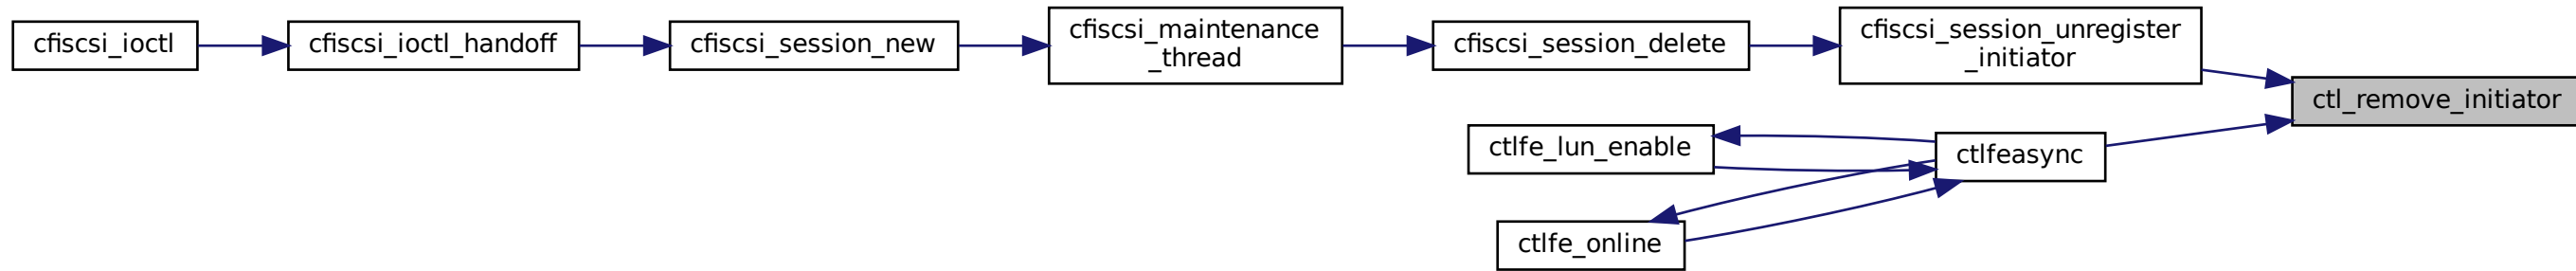 cfiscsi_ioctl
cfiscsi_ioctl_handoff
cfiscsi_session_new
cfiscsi_maintenance
_thread
cfiscsi_session_delete
cfiscsi_session_unregister
_initiator
ctl_remove_initiator
ctlfe_lun_enable
ctlfeasync
ctlfe_online